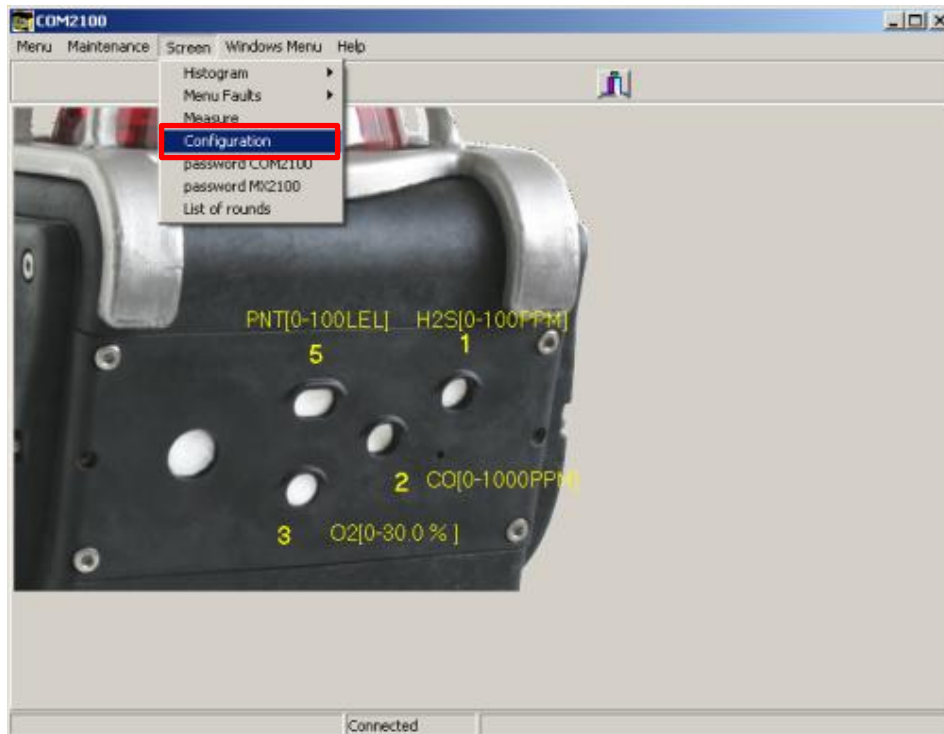 COM2100
Menu Maintenance Screen Windows Menu Help
Histogram
Menu Faults
Measure
Configuration
password COM2100
password MX2100
List of rounds
PNT[0-100LEL] H2S[0-100PPM]
5 1
2 CO[0-1000PPM]
3 O2[0-30.0 % ]
Connected